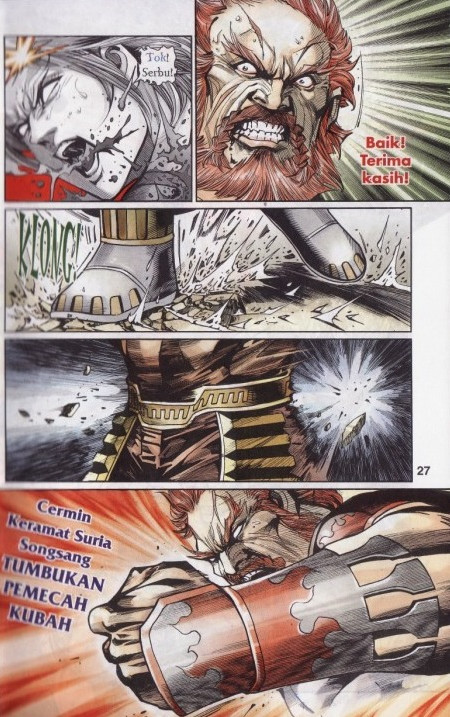 Tok!
Serbu!
Baik!
Terima
kasih!
KLONG!
27
Cermin
Keramat Suria
Songsang
TUMBUKAN
PEMECAH
KUBAH